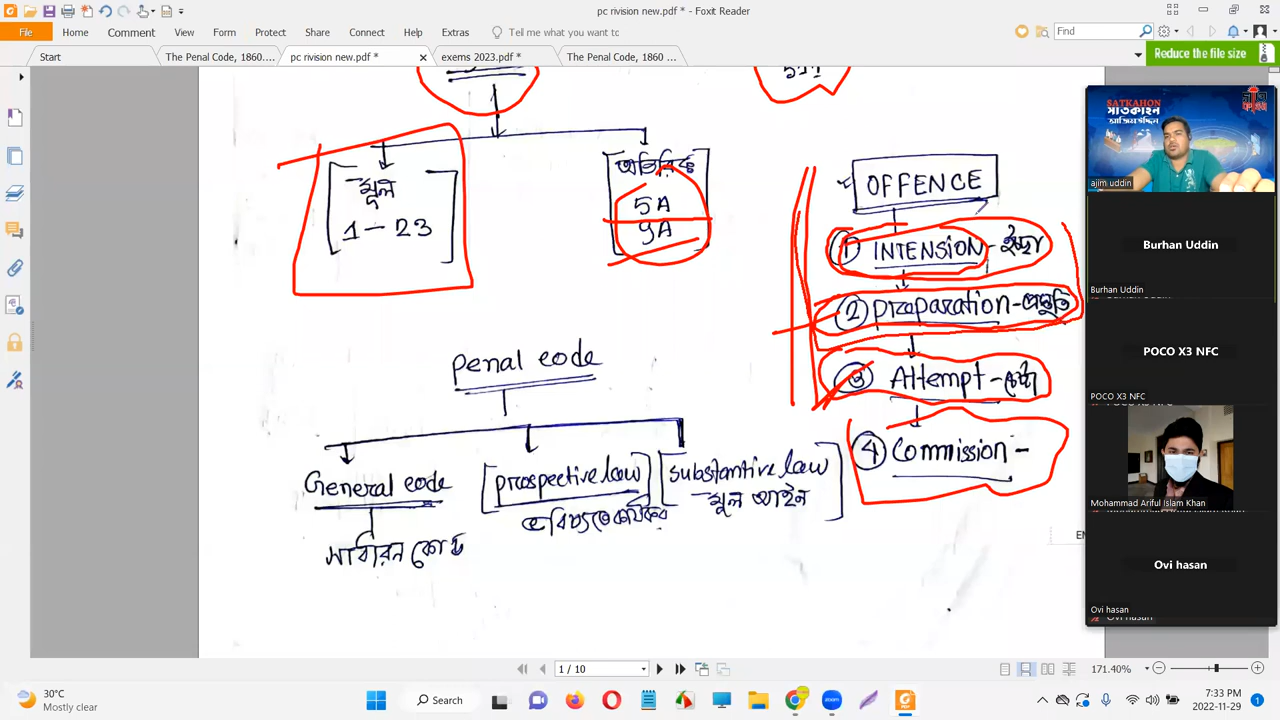 pc rivision new.pdf * - Foxit Reader
File Home Comment View Form Protect Share Connect Help Extras Tell me what you want to Find
Start The Penal Code, 1860.... pc rivision new.pdf * exems 2023.pdf * The Penal Code, 1860 ...
Reduce the file size
SATKAHON
সাতকাহন
ajim uddin
মূল
1 - 23
অতিরিক্ত
5A
9A
OFFENCE
① INTENSION - ইচ্ছা
② preparation - প্রস্তুতি
③ Attempt - চেষ্টা
④ Commission -
Burhan Uddin
Burhan Uddin
POCO X3 NFC
POCO X3 NFC
Mohammad Ariful Islam Khan
Ovi hasan
Ovi hasan
Penal code
General code
সাধারন কোড
prospective law
substantive law
মূল আইন
1 / 10
171.40%
30°C
Mostly clear
Search
7:33 PM
2022-11-29